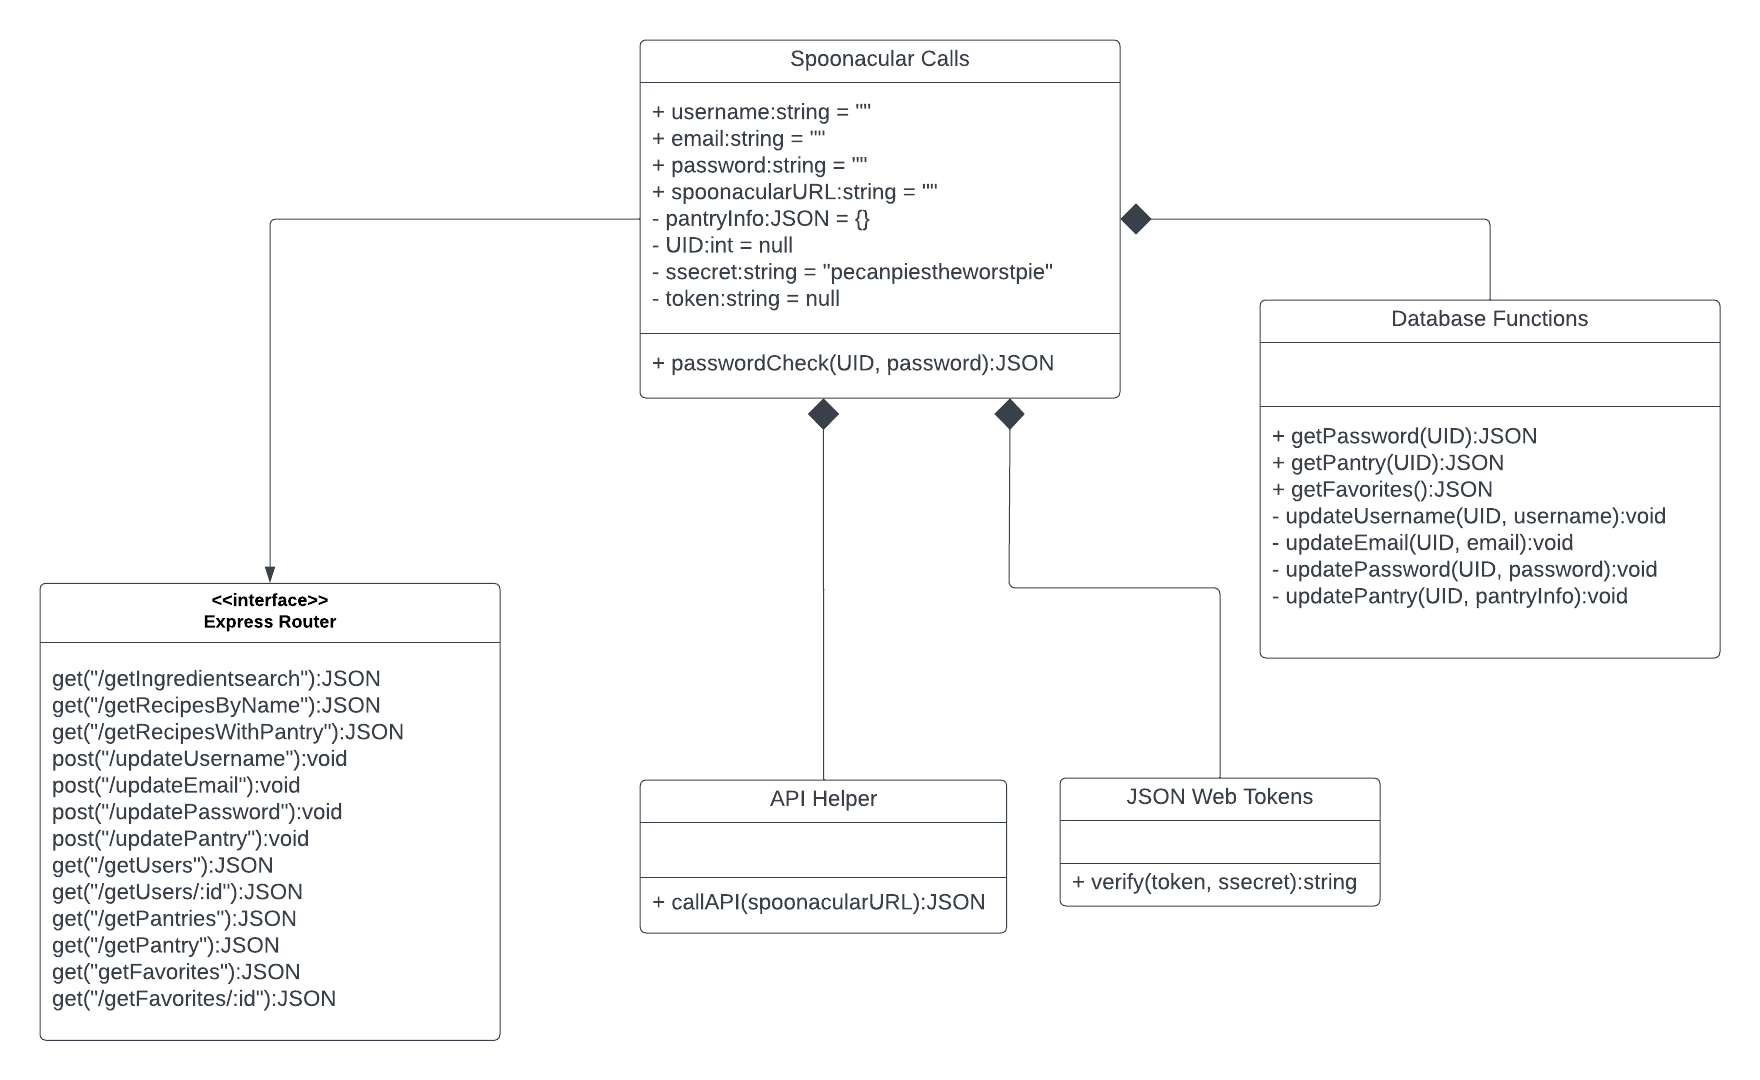 Spoonacular Calls
+ username:string = ""
+ email:string = ""
+ password:string = ""
+ spoonacularURL:string = ""
- pantryInfo:JSON = {}
- UID:int = null
- ssecret:string = "pecanpiestheworstpie"
- token:string = null
+ passwordCheck(UID, password):JSON
Database Functions
+ getPassword(UID):JSON
+ getPantry(UID):JSON
+ getFavorites():JSON
- updateUsername(UID, username):void
- updateEmail(UID, email):void
- updatePassword(UID, password):void
- updatePantry(UID, pantryInfo):void
<<interface>>
Express Router
get("/getIngredientsearch"):JSON
get("/getRecipesByName"):JSON
get("/getRecipesWithPantry"):JSON
post("/updateUsername"):void
post("/updateEmail"):void
post("/updatePassword"):void
post("/updatePantry"):void
get("/getUsers"):JSON
get("/getUsers/:id"):JSON
get("/getPantries"):JSON
get("/getPantry"):JSON
get("getFavorites"):JSON
get("/getFavorites/:id"):JSON
API Helper
+ callAPI(spoonacularURL):JSON
JSON Web Tokens
+ verify(token, ssecret):string